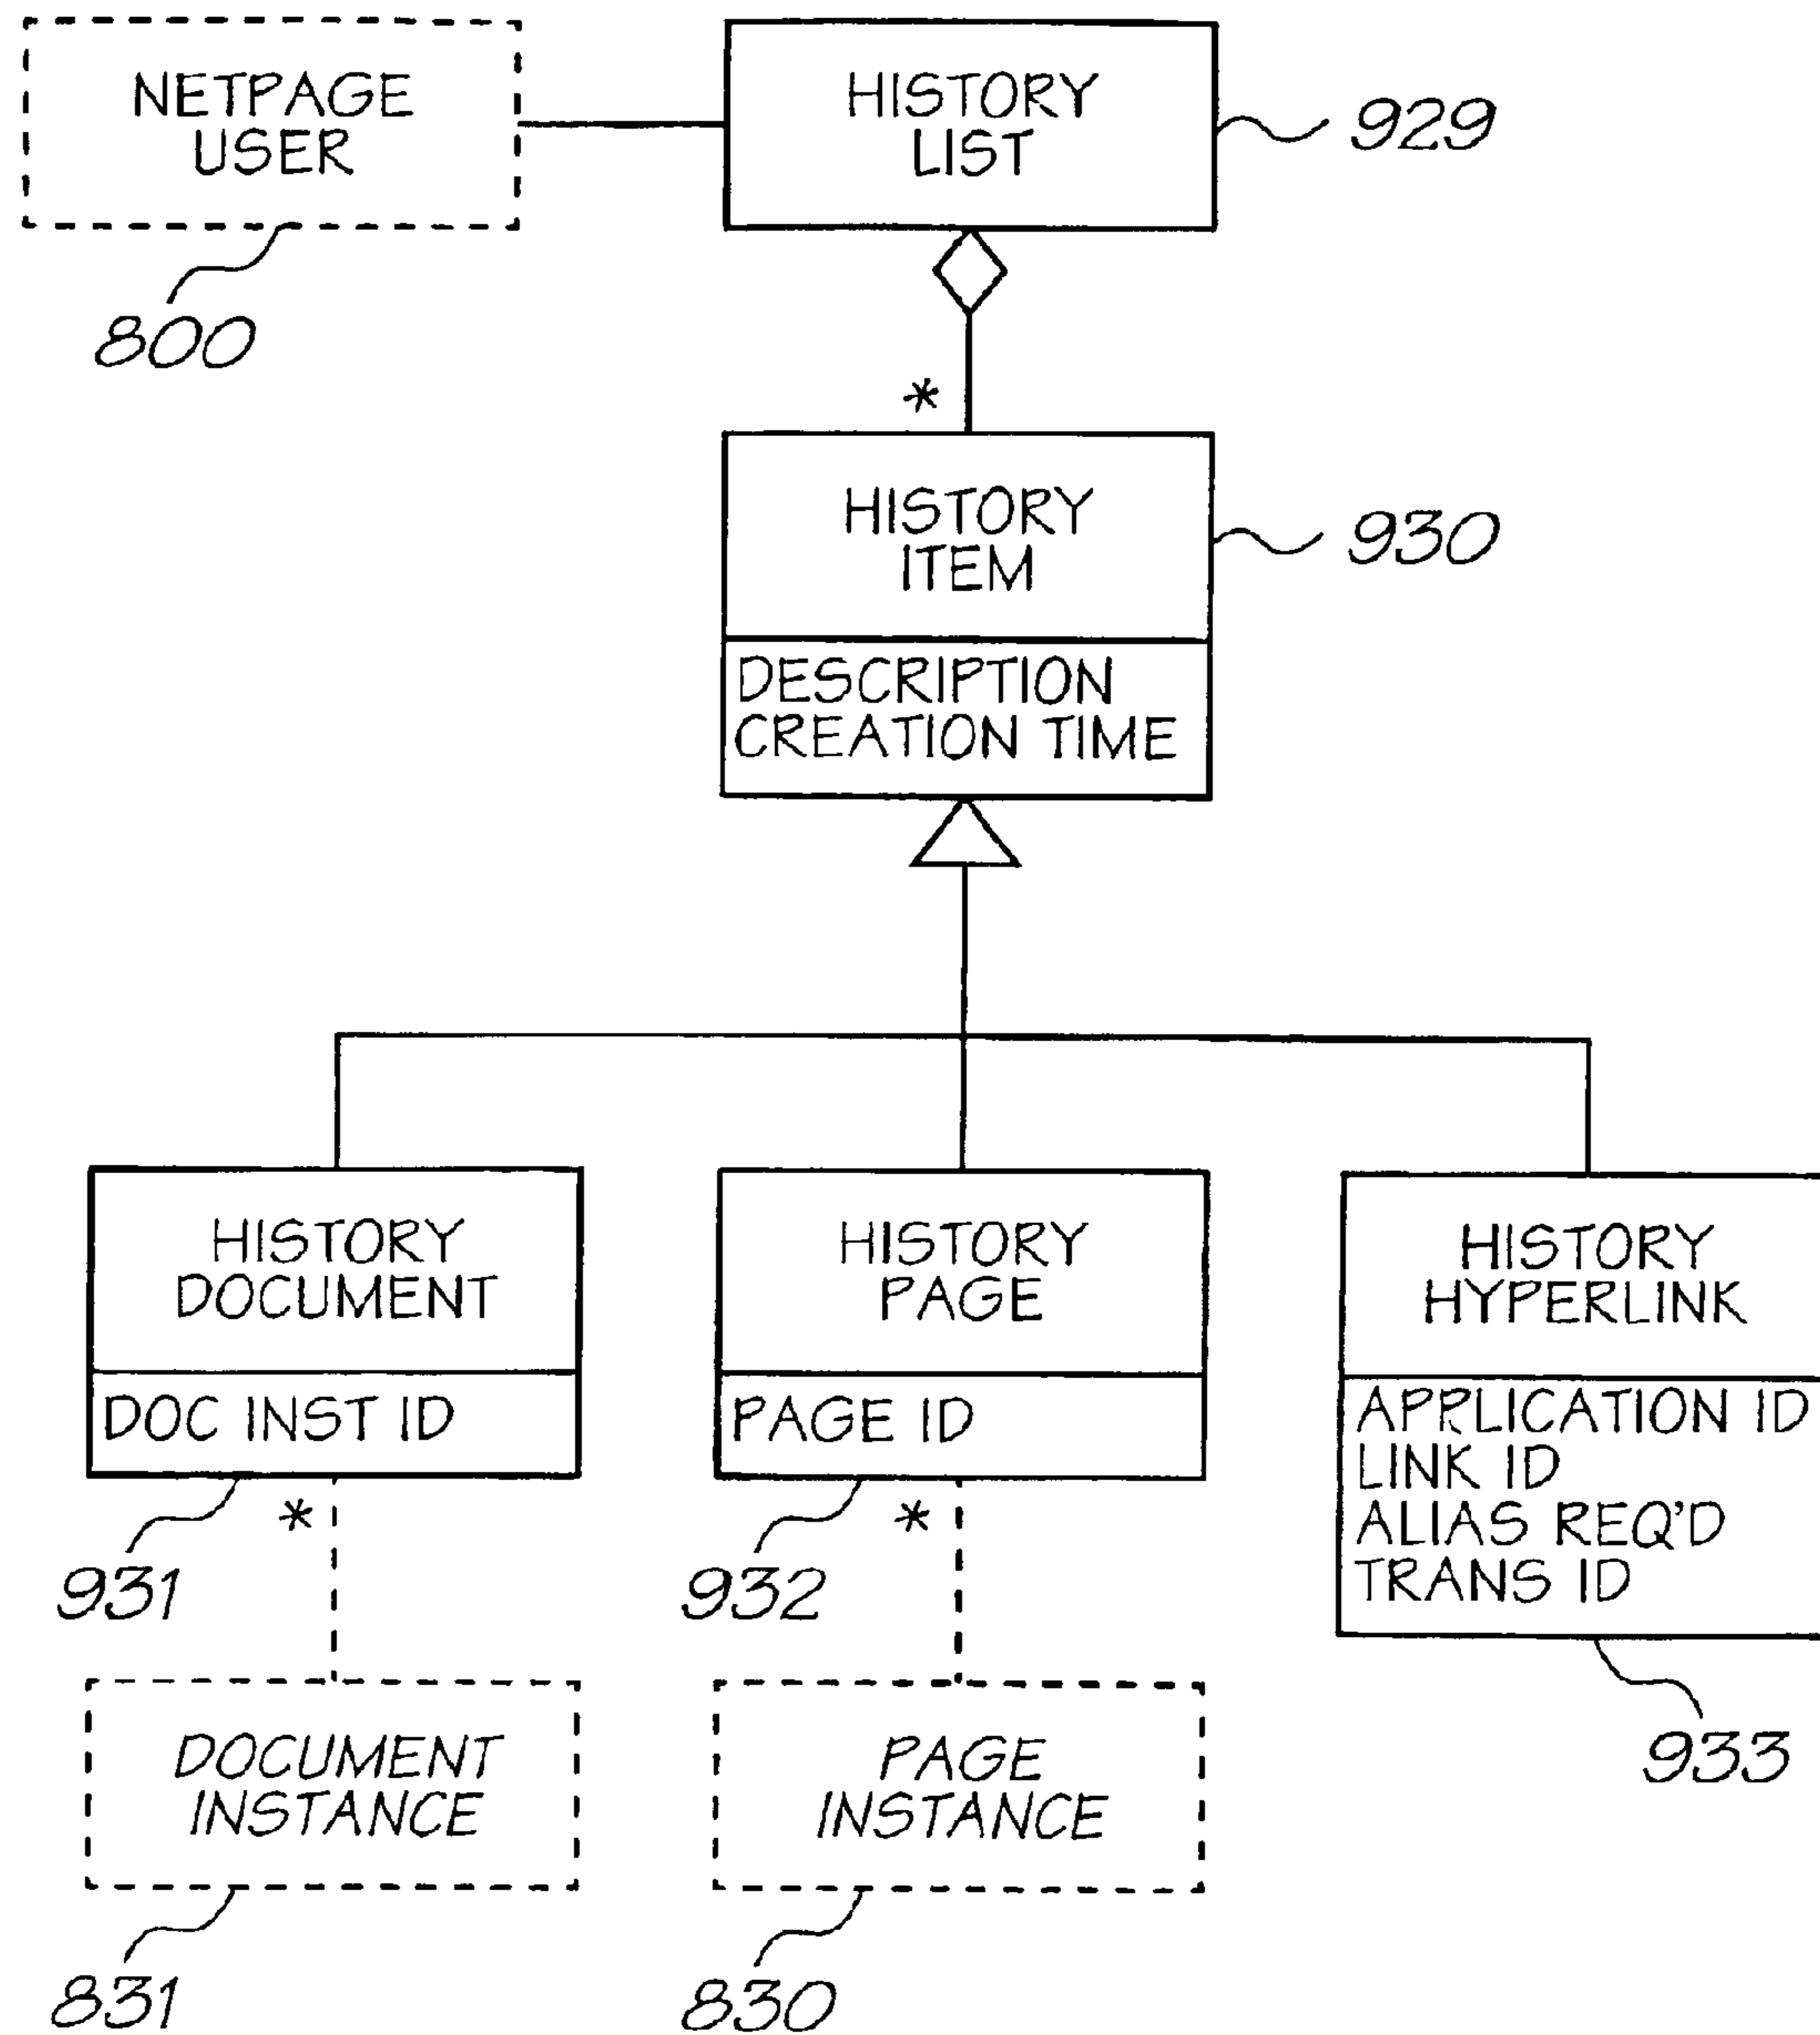 NETPAGE
USER
800
HISTORY
LIST
929
*
HISTORY
ITEM
930
DESCRIPTION
CREATION TIME
HISTORY
DOCUMENT
DOC INST ID
931
*
HISTORY
PAGE
PAGE ID
932
*
HISTORY
HYPERLINK
APPLICATION ID
LINK ID
ALIAS REQ'D
TRANS ID
933
DOCUMENT
INSTANCE
831
PAGE
INSTANCE
830